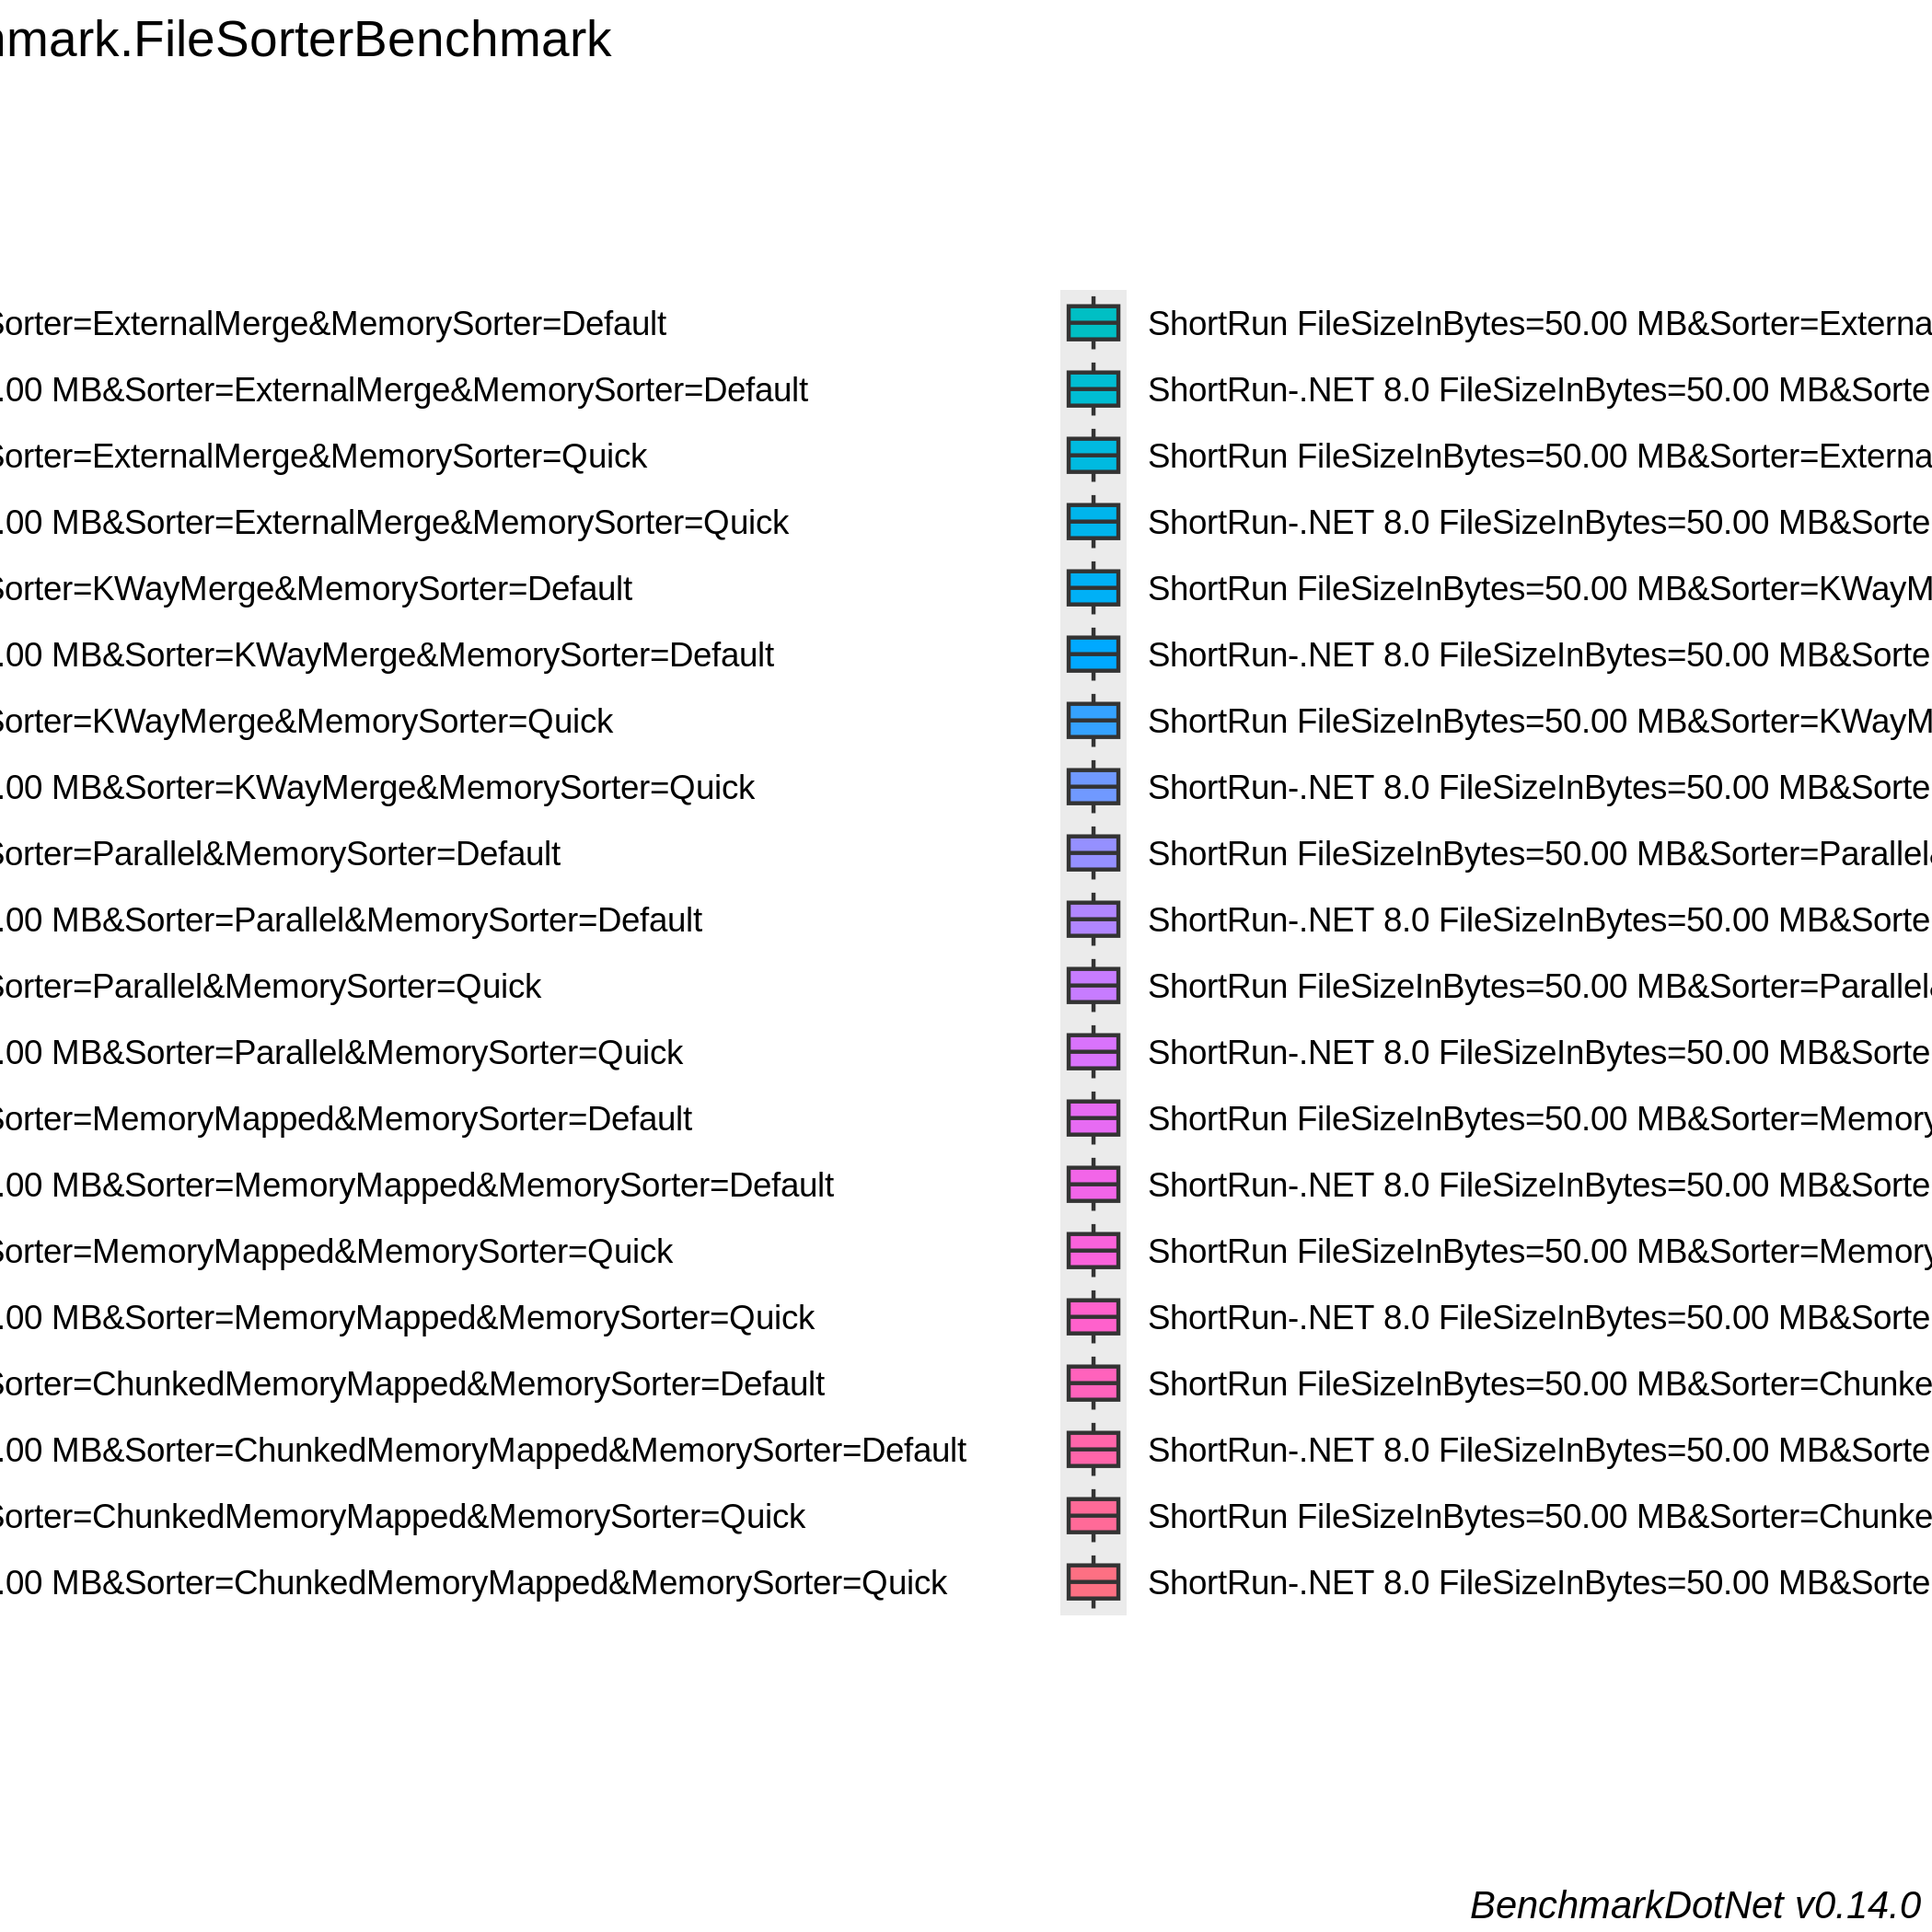 mark.FileSorterBenchmark
Sorter=ExternalMerge&MemorySorter=Default ShortRun FileSizeInBytes=50.00 MB&Sorter=Externa
.00 MB&Sorter=ExternalMerge&MemorySorter=Default ShortRun-.NET 8.0 FileSizeInBytes=50.00 MB&Sorte
Sorter=ExternalMerge&MemorySorter=Quick ShortRun FileSizeInBytes=50.00 MB&Sorter=Externa
.00 MB&Sorter=ExternalMerge&MemorySorter=Quick ShortRun-.NET 8.0 FileSizeInBytes=50.00 MB&Sorte
Sorter=KWayMerge&MemorySorter=Default ShortRun FileSizeInBytes=50.00 MB&Sorter=KWayM
.00 MB&Sorter=KWayMerge&MemorySorter=Default ShortRun-.NET 8.0 FileSizeInBytes=50.00 MB&Sorte
Sorter=KWayMerge&MemorySorter=Quick ShortRun FileSizeInBytes=50.00 MB&Sorter=KWayM
.00 MB&Sorter=KWayMerge&MemorySorter=Quick ShortRun-.NET 8.0 FileSizeInBytes=50.00 MB&Sorte
Sorter=Parallel&MemorySorter=Default ShortRun FileSizeInBytes=50.00 MB&Sorter=Parallel&
.00 MB&Sorter=Parallel&MemorySorter=Default ShortRun-.NET 8.0 FileSizeInBytes=50.00 MB&Sorte
Sorter=Parallel&MemorySorter=Quick ShortRun FileSizeInBytes=50.00 MB&Sorter=Parallel&
.00 MB&Sorter=Parallel&MemorySorter=Quick ShortRun-.NET 8.0 FileSizeInBytes=50.00 MB&Sorte
Sorter=MemoryMapped&MemorySorter=Default ShortRun FileSizeInBytes=50.00 MB&Sorter=Memory
.00 MB&Sorter=MemoryMapped&MemorySorter=Default ShortRun-.NET 8.0 FileSizeInBytes=50.00 MB&Sorte
Sorter=MemoryMapped&MemorySorter=Quick ShortRun FileSizeInBytes=50.00 MB&Sorter=Memory
.00 MB&Sorter=MemoryMapped&MemorySorter=Quick ShortRun-.NET 8.0 FileSizeInBytes=50.00 MB&Sorte
Sorter=ChunkedMemoryMapped&MemorySorter=Default ShortRun FileSizeInBytes=50.00 MB&Sorter=Chunke
.00 MB&Sorter=ChunkedMemoryMapped&MemorySorter=Default ShortRun-.NET 8.0 FileSizeInBytes=50.00 MB&Sorte
Sorter=ChunkedMemoryMapped&MemorySorter=Quick ShortRun FileSizeInBytes=50.00 MB&Sorter=Chunke
.00 MB&Sorter=ChunkedMemoryMapped&MemorySorter=Quick ShortRun-.NET 8.0 FileSizeInBytes=50.00 MB&Sorte
BenchmarkDotNet v0.14.0